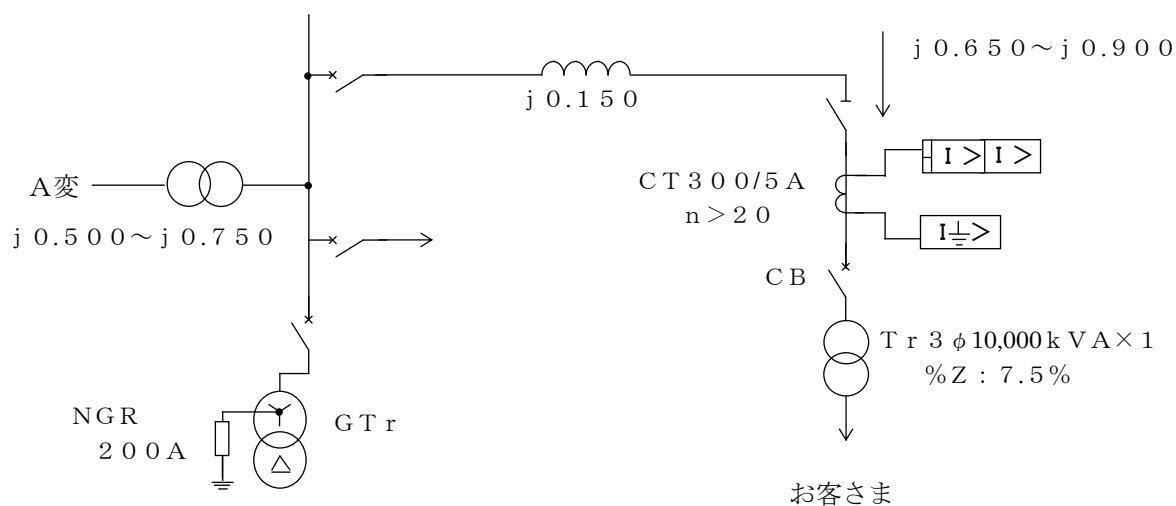 j0.650～j0.900
j0.150
I＞ I＞
CT300/5A
n＞20
A変
j0.500～j0.750
I＞
CB
Tr3φ10,000kVA×1
%Z：7.5%
NGR
200A
GTr
お客さま